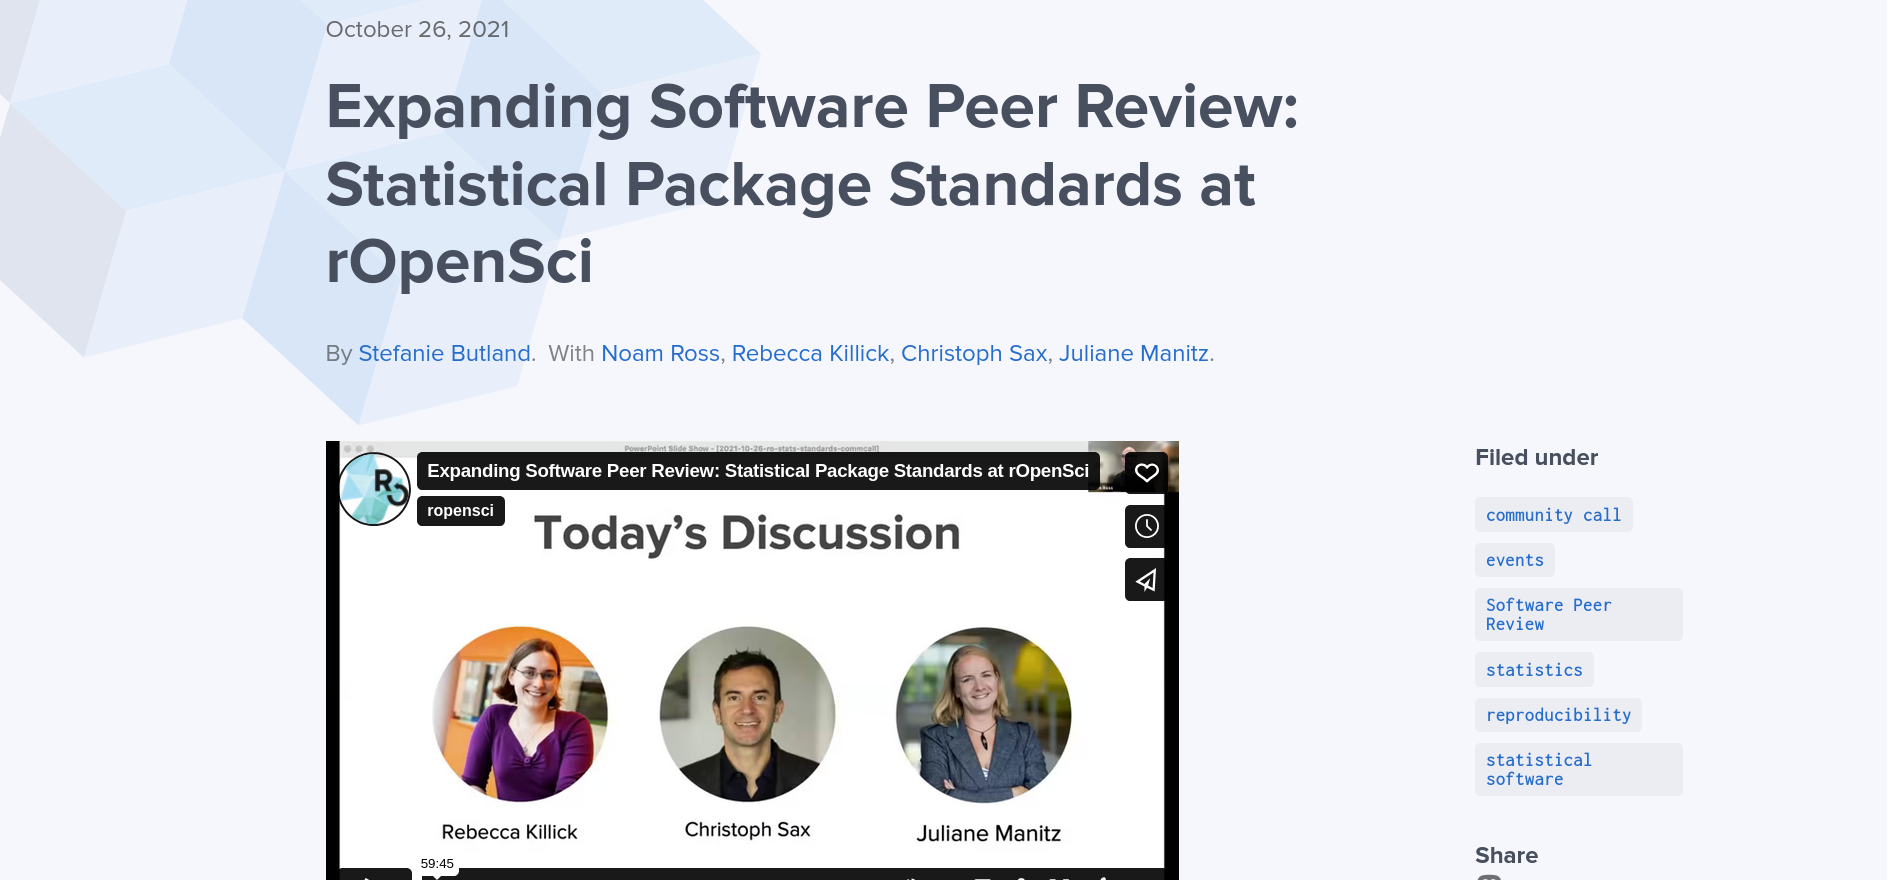 October 26, 2021
Expanding Software Peer Review:
Statistical Package Standards at
rOpenSci
By Stefanie Butland. With Noam Ross, Rebecca Killick, Christoph Sax, Juliane Manitz.
PowerPoint Slide Show - [2021-10-26-ro-stats-standards-commcall]
Expanding Software Peer Review: Statistical Package Standards at rOpenSci
ropensci
Today's Discussion
Rebecca Killick
Christoph Sax
Juliane Manitz
59:45
Filed under
community call
events
Software Peer
Review
statistics
reproducibility
statistical
software
Share